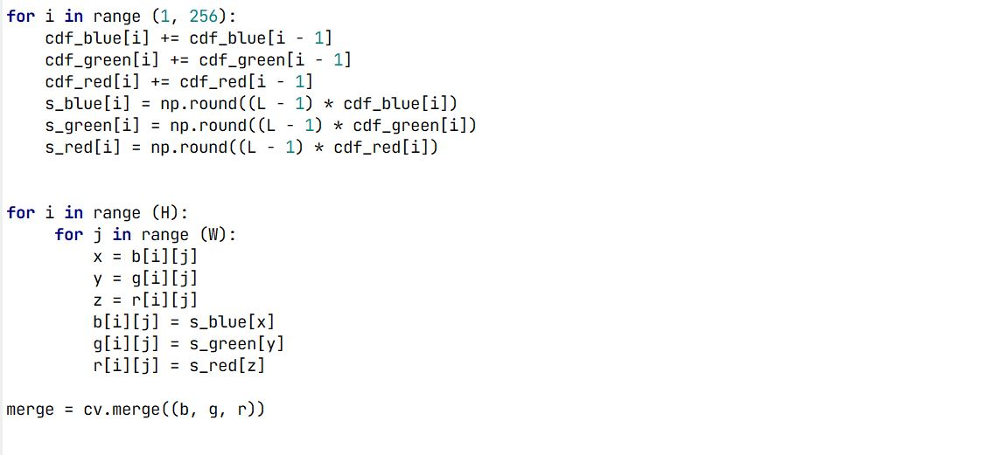 for i in range (1, 256):
    cdf_blue[i] += cdf_blue[i - 1]
    cdf_green[i] += cdf_green[i - 1]
    cdf_red[i] += cdf_red[i - 1]
    s_blue[i] = np.round((L - 1) * cdf_blue[i])
    s_green[i] = np.round((L - 1) * cdf_green[i])
    s_red[i] = np.round((L - 1) * cdf_red[i])
for i in range (H):
     for j in range (W):
         x = b[i][j]
         y = g[i][j]
         z = r[i][j]
         b[i][j] = s_blue[x]
         g[i][j] = s_green[y]
         r[i][j] = s_red[z]
merge = cv.merge((b, g, r))